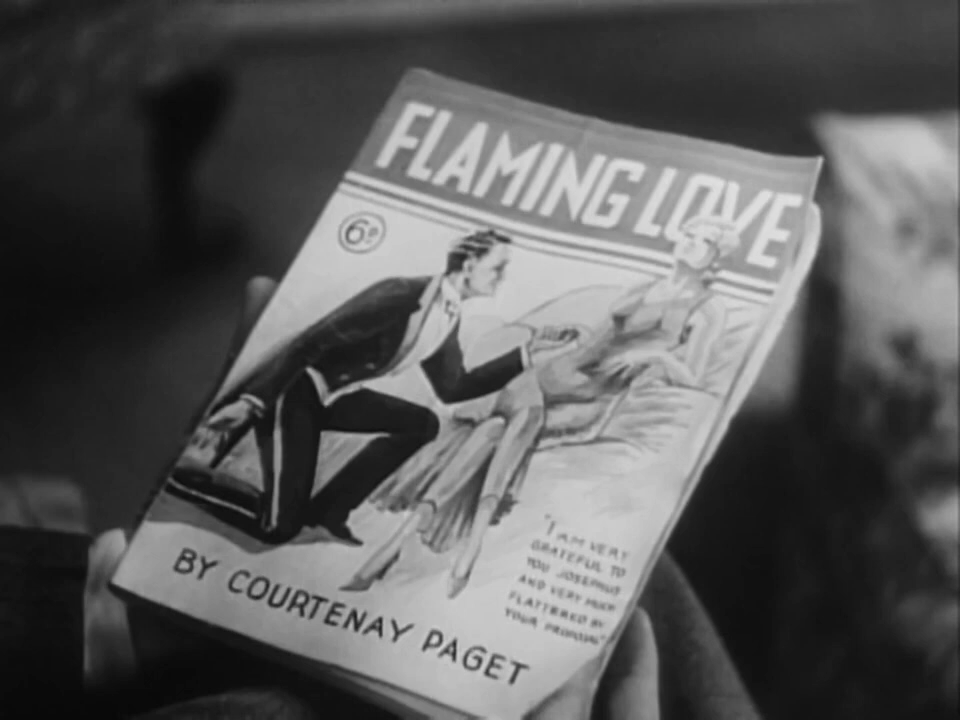 FLAMING LOVE
6D
"I AM VERY
GRATEFUL TO
YOU JOSEPHUS
AND VERY MUCH
FLATTERED BY
YOUR PROPOSAL"
BY COURTENAY PAGET